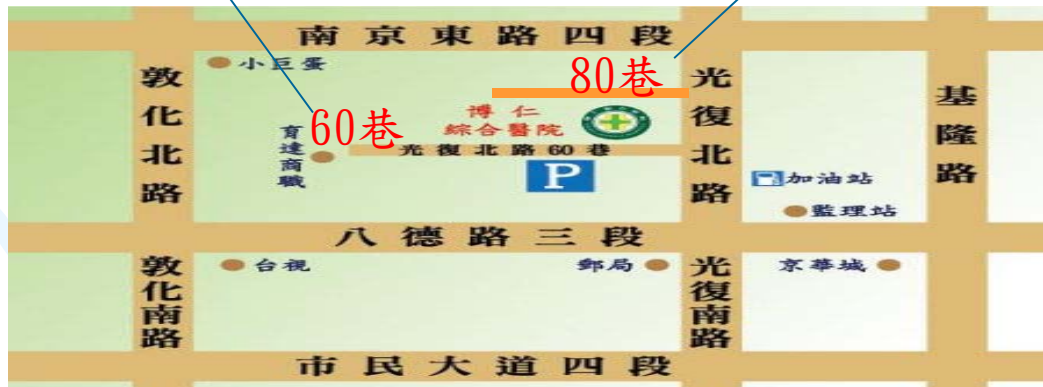 南京東路四段
小巨蛋
80巷
敦化北路
光復北路
基隆路
博仁
綜合醫院
60巷
育達商職
光復北路60巷
P
加油站
監理站
八德路三段
敦化南路
台視
郵局
光復南路
京華城
市民大道四段